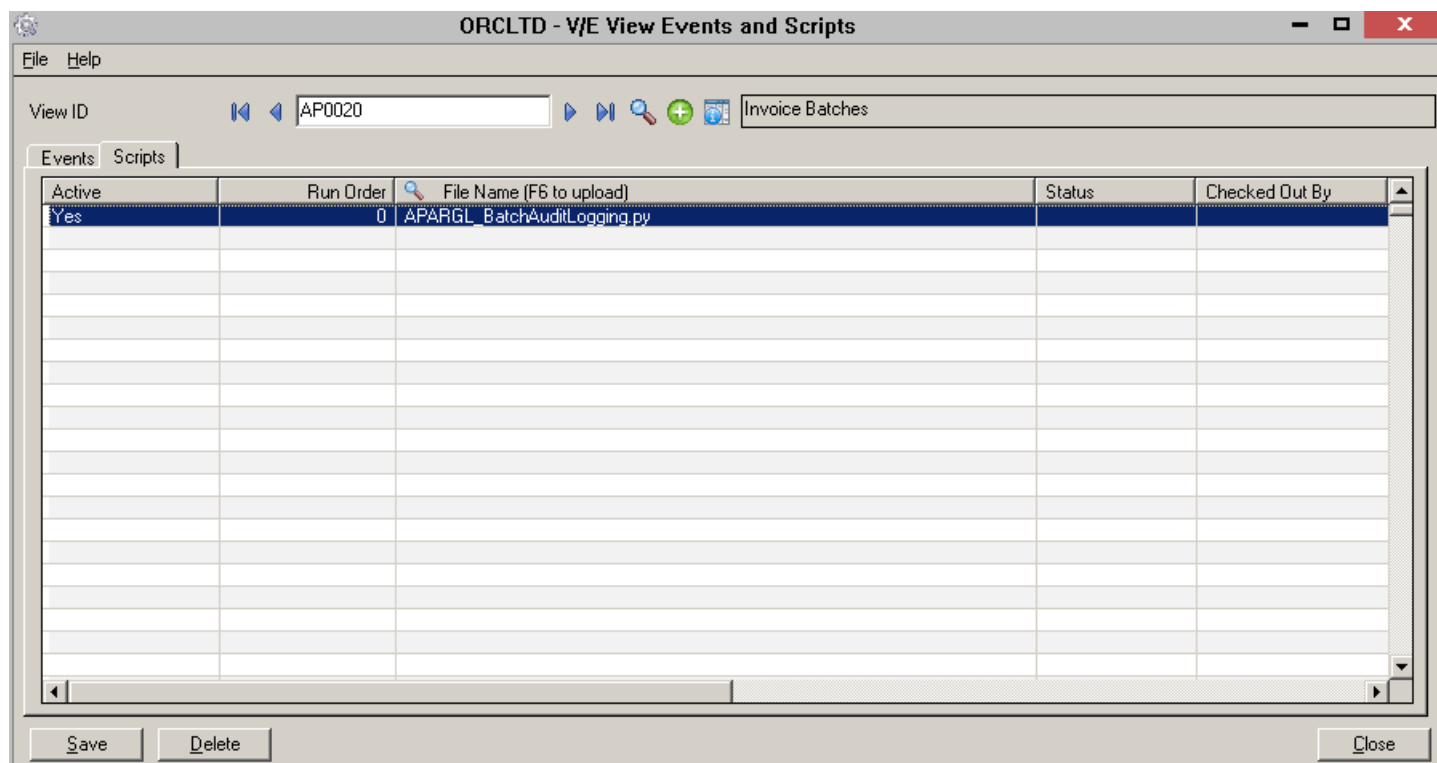 ORCLTD - V/E View Events and Scripts
File Help
View ID AP0020 Invoice Batches
Events Scripts
Active Run Order File Name (F6 to upload) Status Checked Out By
Yes 0 APARGL_BatchAuditLogging.py
Save Delete Close